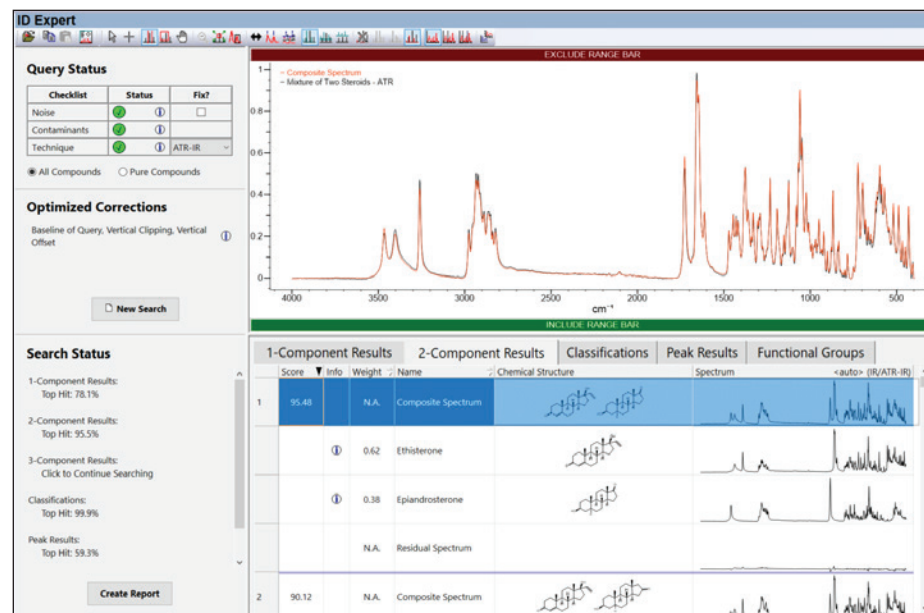 ID Expert
Query Status
Checklist Status Fix?
Noise
Contaminants
Technique ATR-IR
All Compounds Pure Compounds
Optimized Corrections
Baseline of Query, Vertical Clipping, Vertical
Offset
New Search
Search Status
1-Component Results:
Top Hit: 78.1%
2-Component Results:
Top Hit: 95.5%
3-Component Results:
Click to Continue Searching
Classifications:
Top Hit: 99.9%
Peak Results:
Top Hit: 59.3%
Create Report
EXCLUDE RANGE BAR
Composite Spectrum
Mixture of Two Steroids - ATR
1
0.8
0.6
0.4
0.2
0
4000 3500 3000 2500 2000 1500 1000 500
cm⁻¹
INCLUDE RANGE BAR
1-Component Results 2-Component Results Classifications Peak Results Functional Groups
Score Info Weight Name Chemical Structure Spectrum <auto> (IR/ATR-IR)
1 95.48 N.A. Composite Spectrum
0.62 Ethisterone
0.38 Epiandrosterone
N.A. Residual Spectrum
2 90.12 N.A. Composite Spectrum